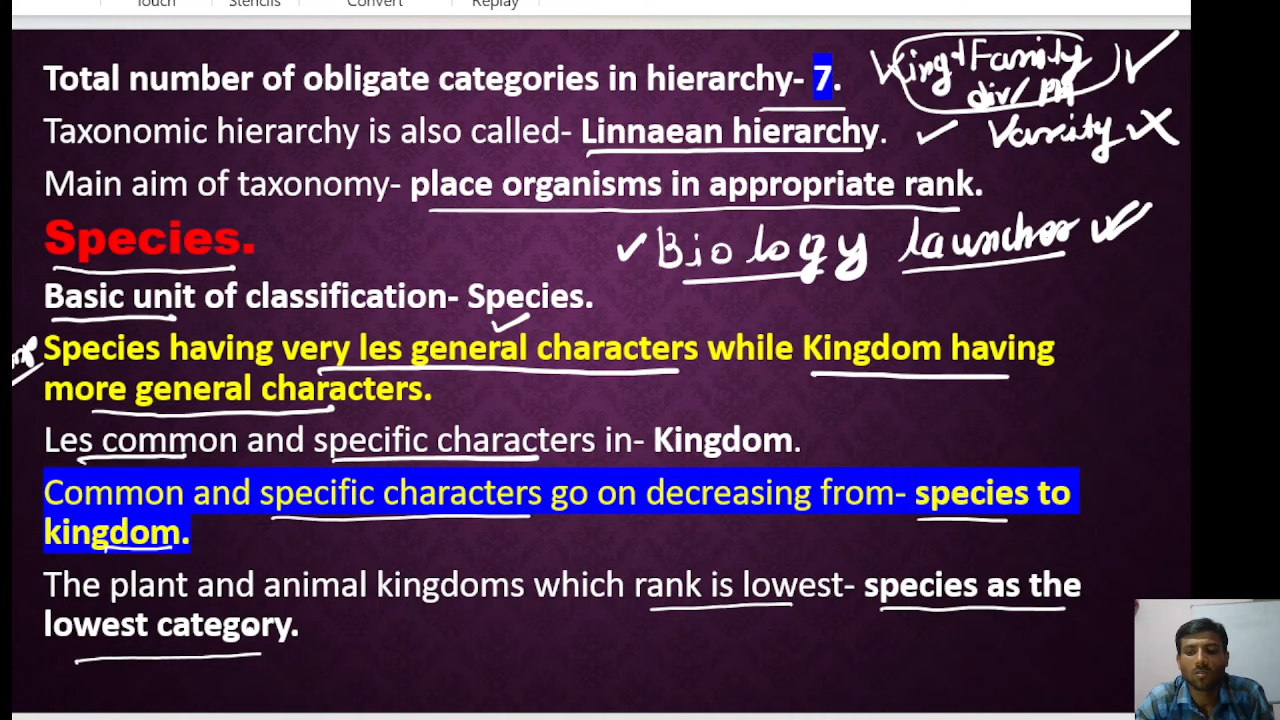 Touch Stencils Convert Replay
Total number of obligate categories in hierarchy- 7.
King + Family
div/
Taxonomic hierarchy is also called- Linnaean hierarchy.
Main aim of taxonomy- place organisms in appropriate rank.
Species.
Biology launcher
Basic unit of classification- Species.
Species having very les general characters while Kingdom having
more general characters.
Les common and specific characters in- Kingdom.
Common and specific characters go on decreasing from- species to
kingdom.
The plant and animal kingdoms which rank is lowest- species as the
lowest category.